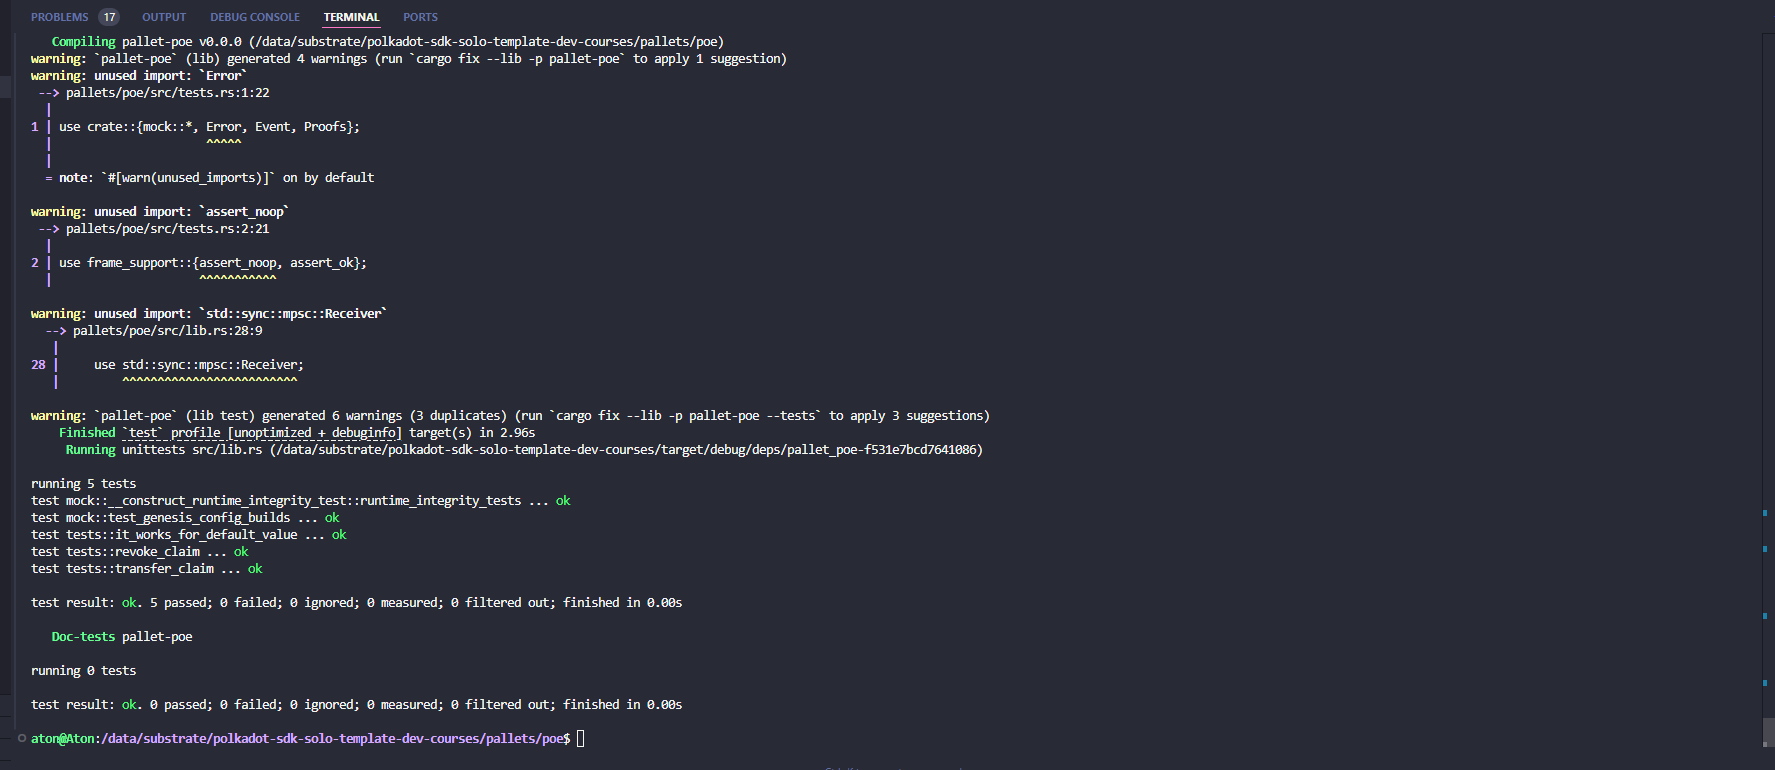 PROBLEMS 17 OUTPUT DEBUG CONSOLE TERMINAL PORTS
Compiling pallet-poe v0.0.0 (/data/substrate/polkadot-sdk-solo-template-dev-courses/pallets/poe)
warning: `pallet-poe` (lib) generated 4 warnings (run `cargo fix --lib -p pallet-poe` to apply 1 suggestion)
warning: unused import: `Error`
--> pallets/poe/src/tests.rs:1:22
|
1 | use crate::{mock::*, Error, Event, Proofs};
| ^^^^^
|
= note: `#[warn(unused_imports)]` on by default
warning: unused import: `assert_noop`
--> pallets/poe/src/tests.rs:2:21
|
2 | use frame_support::{assert_noop, assert_ok};
| ^^^^^^^^^^^
warning: unused import: `std::sync::mpsc::Receiver`
--> pallets/poe/src/lib.rs:28:9
|
28 | use std::sync::mpsc::Receiver;
| ^^^^^^^^^^^^^^^^^^^^^^^^^
warning: `pallet-poe` (lib test) generated 6 warnings (3 duplicates) (run `cargo fix --lib -p pallet-poe --tests` to apply 3 suggestions)
Finished `test` profile [unoptimized + debuginfo] target(s) in 2.96s
Running unittests src/lib.rs (/data/substrate/polkadot-sdk-solo-template-dev-courses/target/debug/deps/pallet_poe-f531e7bcd7641086)
running 5 tests
test mock::__construct_runtime_integrity_test::runtime_integrity_tests ... ok
test mock::test_genesis_config_builds ... ok
test tests::it_works_for_default_value ... ok
test tests::revoke_claim ... ok
test tests::transfer_claim ... ok
test result: ok. 5 passed; 0 failed; 0 ignored; 0 measured; 0 filtered out; finished in 0.00s
Doc-tests pallet-poe
running 0 tests
test result: ok. 0 passed; 0 failed; 0 ignored; 0 measured; 0 filtered out; finished in 0.00s
aton@Aton:/data/substrate/polkadot-sdk-solo-template-dev-courses/pallets/poe$